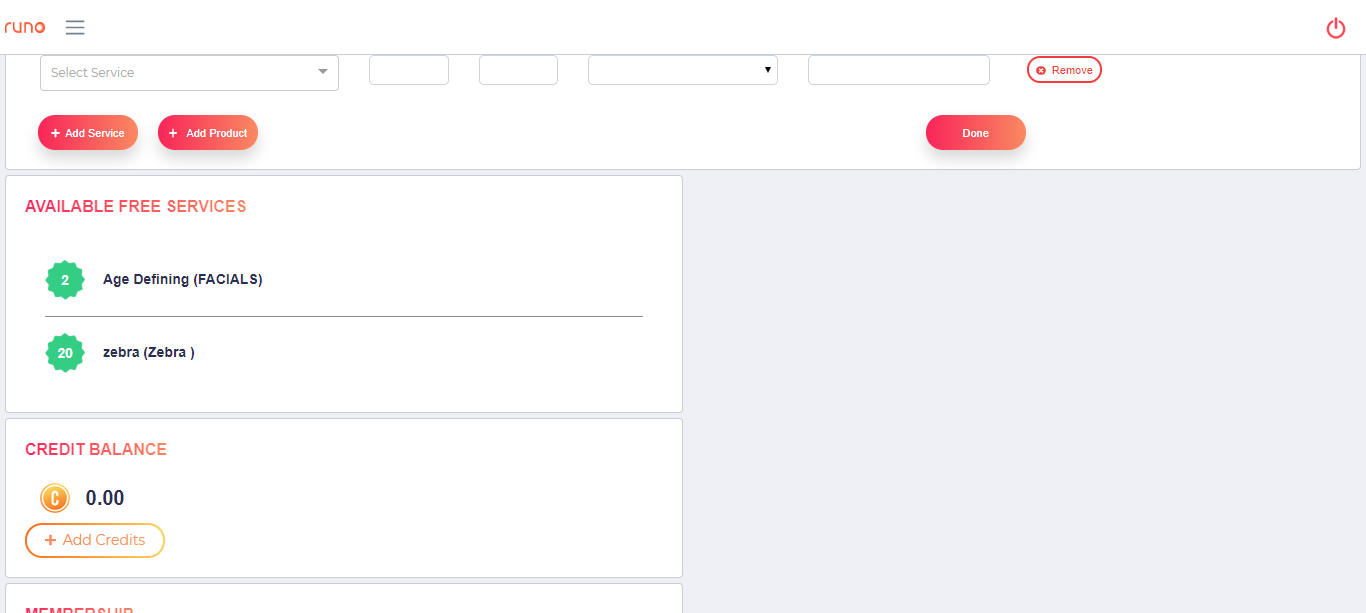 runo
Select Service
Remove
+ Add Service
+ Add Product
Done
AVAILABLE FREE SERVICES
2
Age Defining (FACIALS)
20
zebra (Zebra )
CREDIT BALANCE
C
0.00
+ Add Credits
MEMBERSHIP